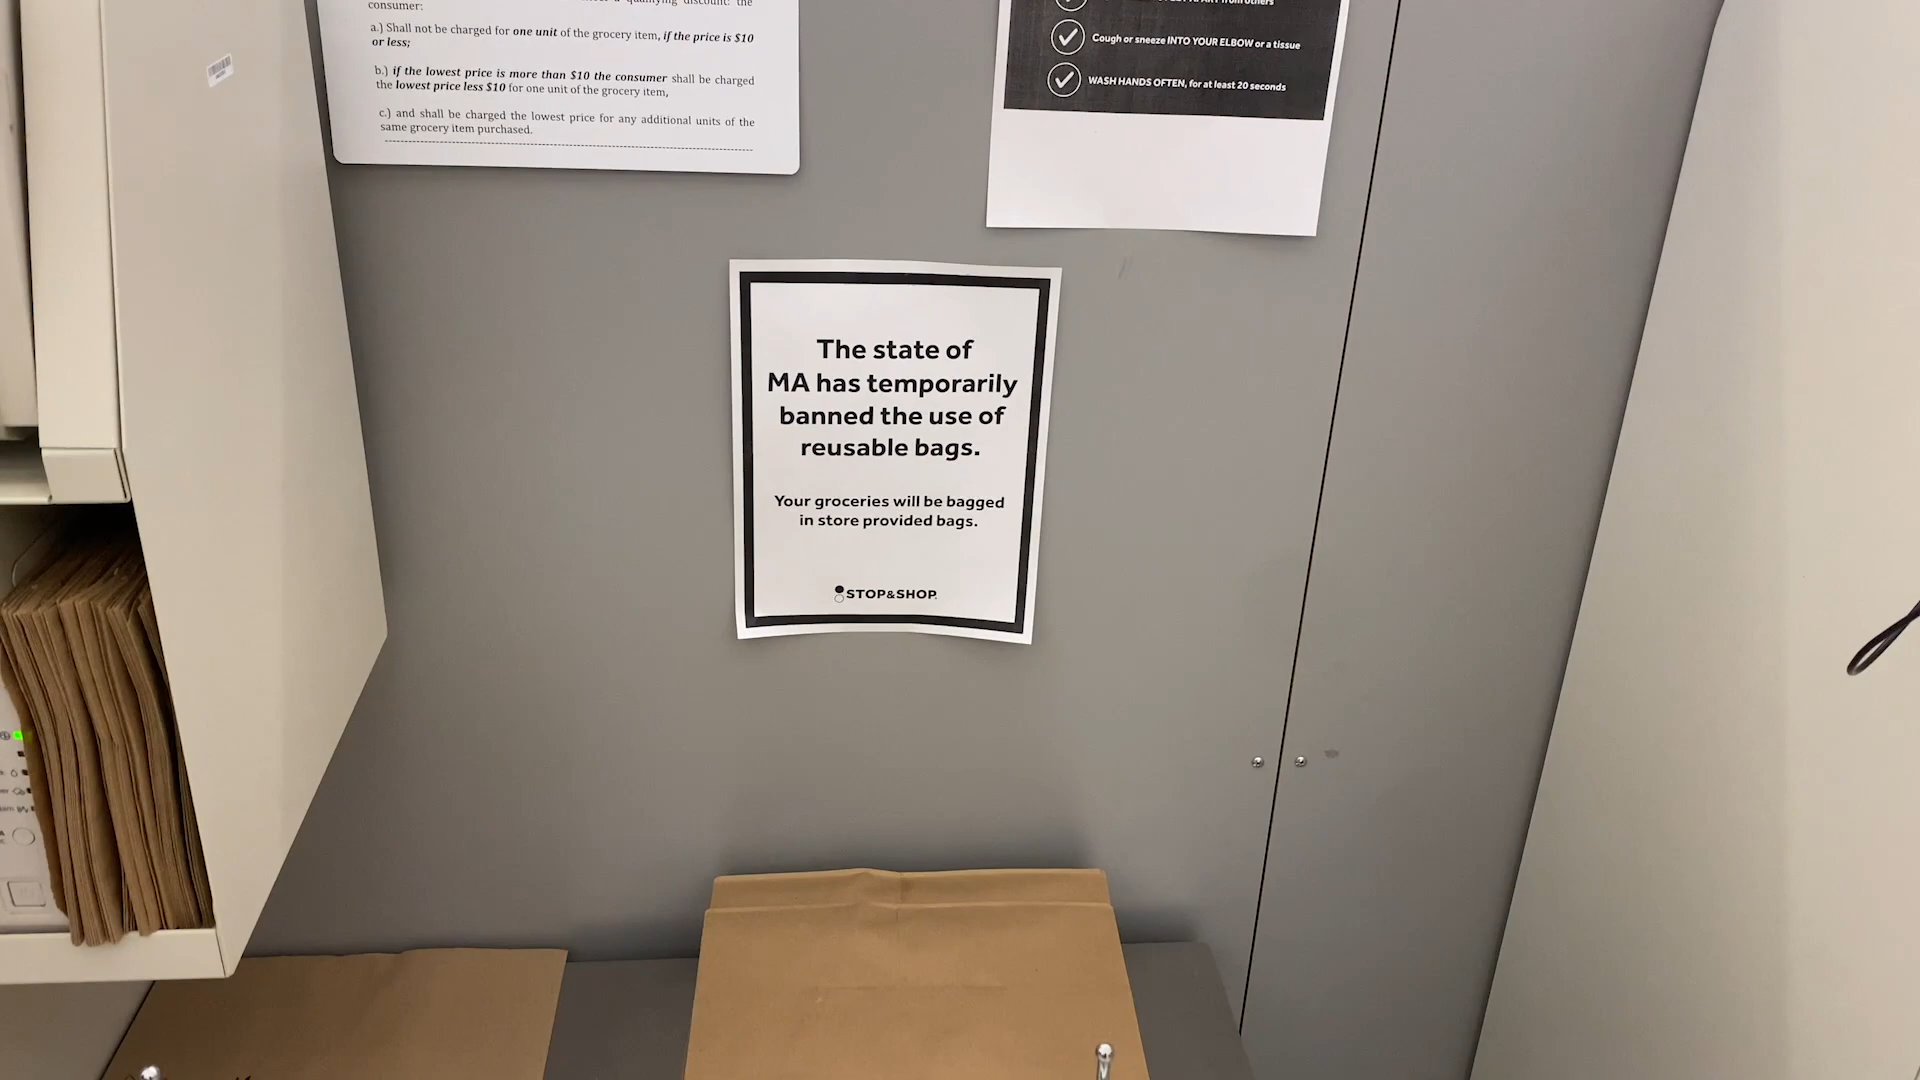 qualifying discount: the
consumer:
a.) Shall not be charged for one unit of the grocery item, if the price is $10
or less;
b.) if the lowest price is more than $10 the consumer shall be charged
the lowest price less $10 for one unit of the grocery item,
c.) and shall be charged the lowest price for any additional units of the
same grocery item purchased.
from others
Cough or sneeze INTO YOUR ELBOW or a tissue
WASH HANDS OFTEN, for at least 20 seconds
The state of
MA has temporarily
banned the use of
reusable bags.
Your groceries will be bagged
in store provided bags.
STOP&SHOP